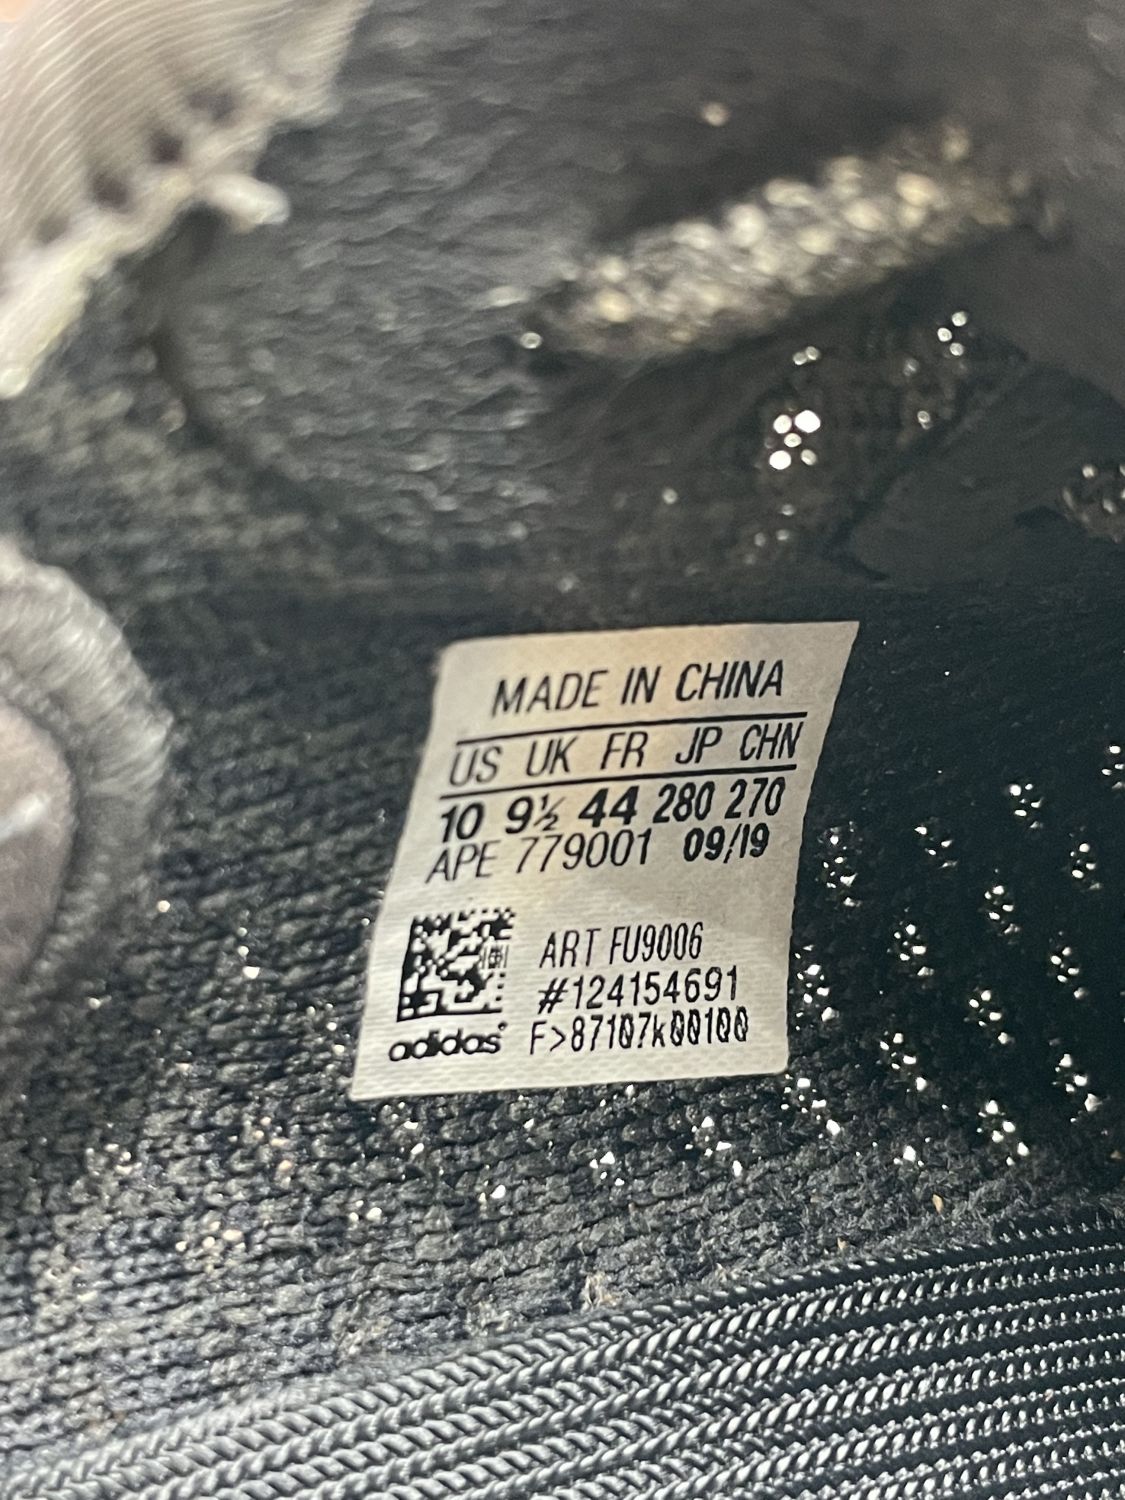 MADE IN CHINA
US UK FR JP CHN
10 9½ 44 280 270
APE 779001 09/19
ART FU9006
#124154691
adidas F>87107k00100